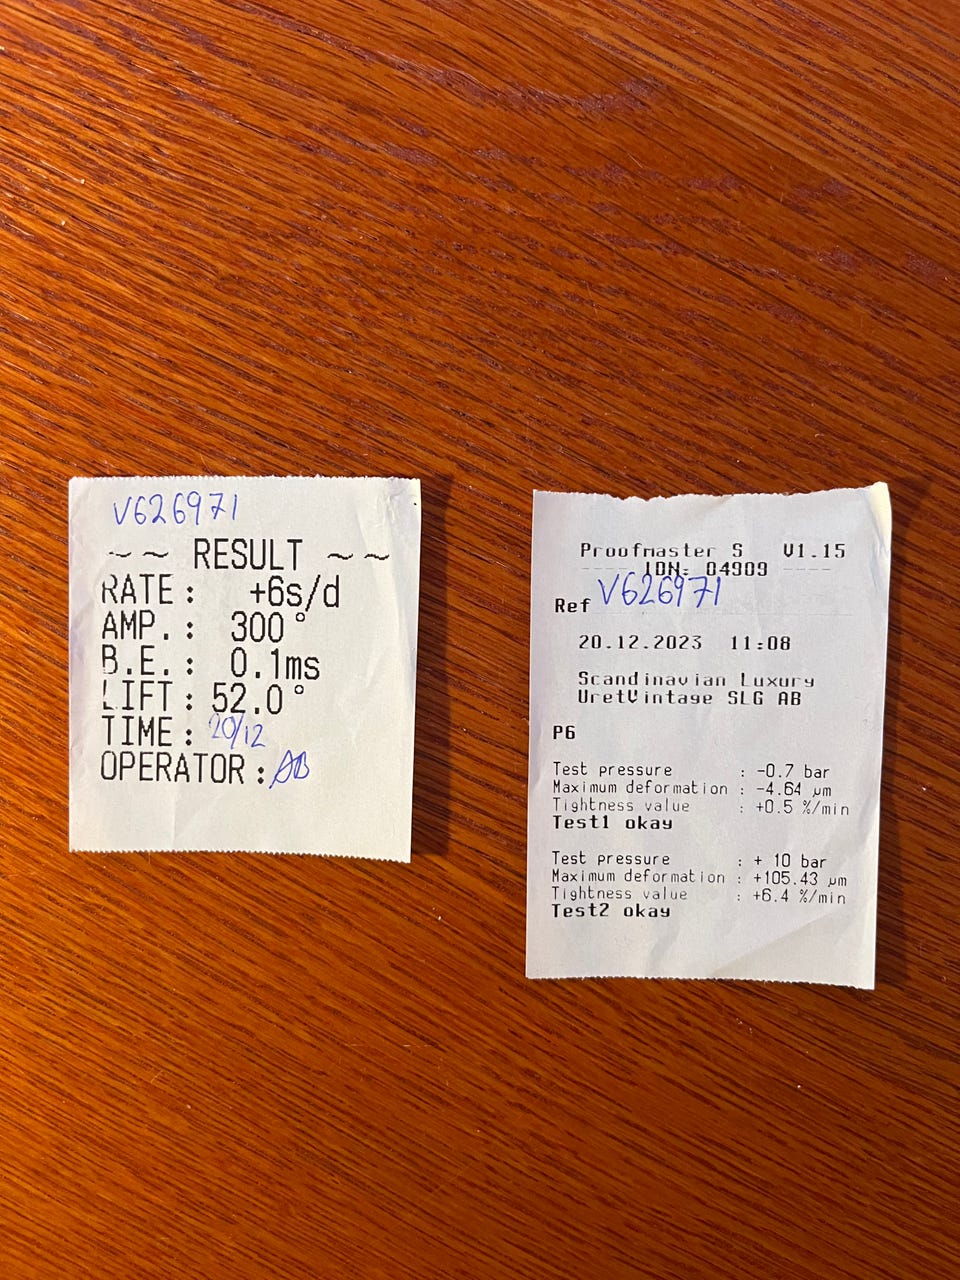 V626971
~~ RESULT ~~
RATE: +6s/d
AMP.: 300°
B.E.: 0.1ms
LIFT: 52.0°
TIME: 20/12
OPERATOR: AB
Proofmaster S V1.15
---- IDN: 04909 ----
Ref V626971
20.12.2023 11:08
Scandinavian Luxury
UretVintage SLG AB
P6
Test pressure : -0.7 bar
Maximum deformation : -4.64 µm
Tightness value : +0.5 %/min
Test1 okay
Test pressure : + 10 bar
Maximum deformation : +105.43 µm
Tightness value : +6.4 %/min
Test2 okay